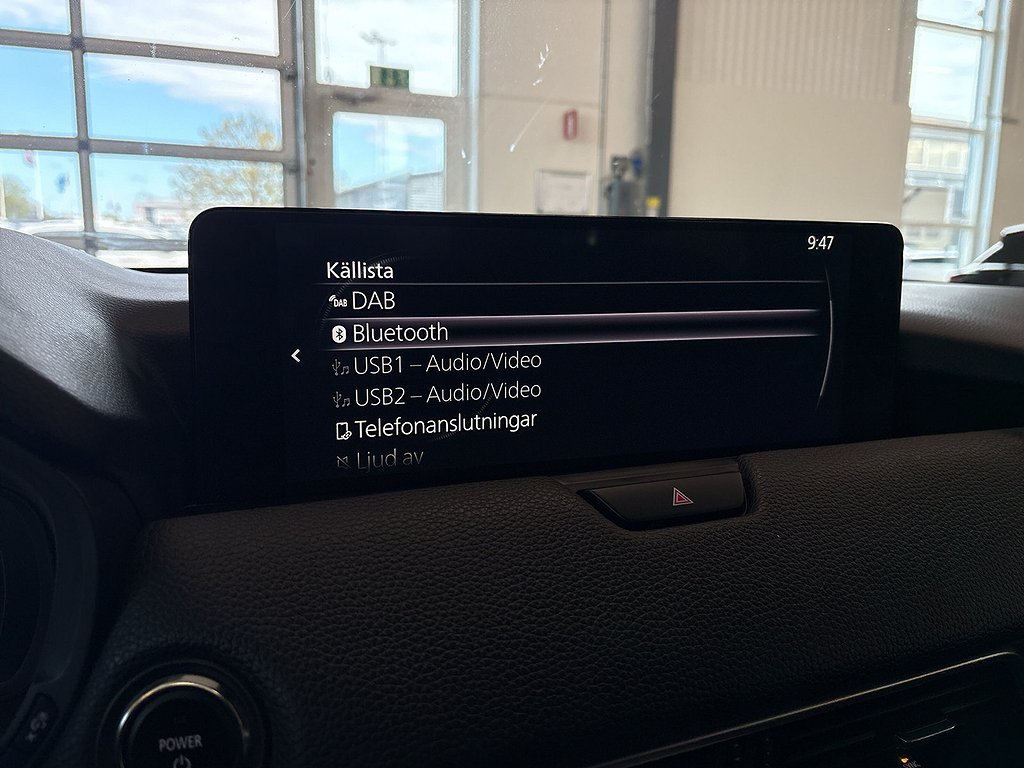 9:47
Källista
DAB DAB
Bluetooth
USB1 – Audio/Video
USB2 – Audio/Video
Telefonanslutningar
Ljud av
POWER